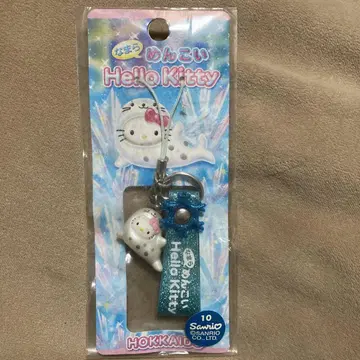 なまら
めんこい
Hello Kitty
なまら めんこい
Hello Kitty
HOKKAIDO
10
Sanrio
©SANRIO
CO., LTD.